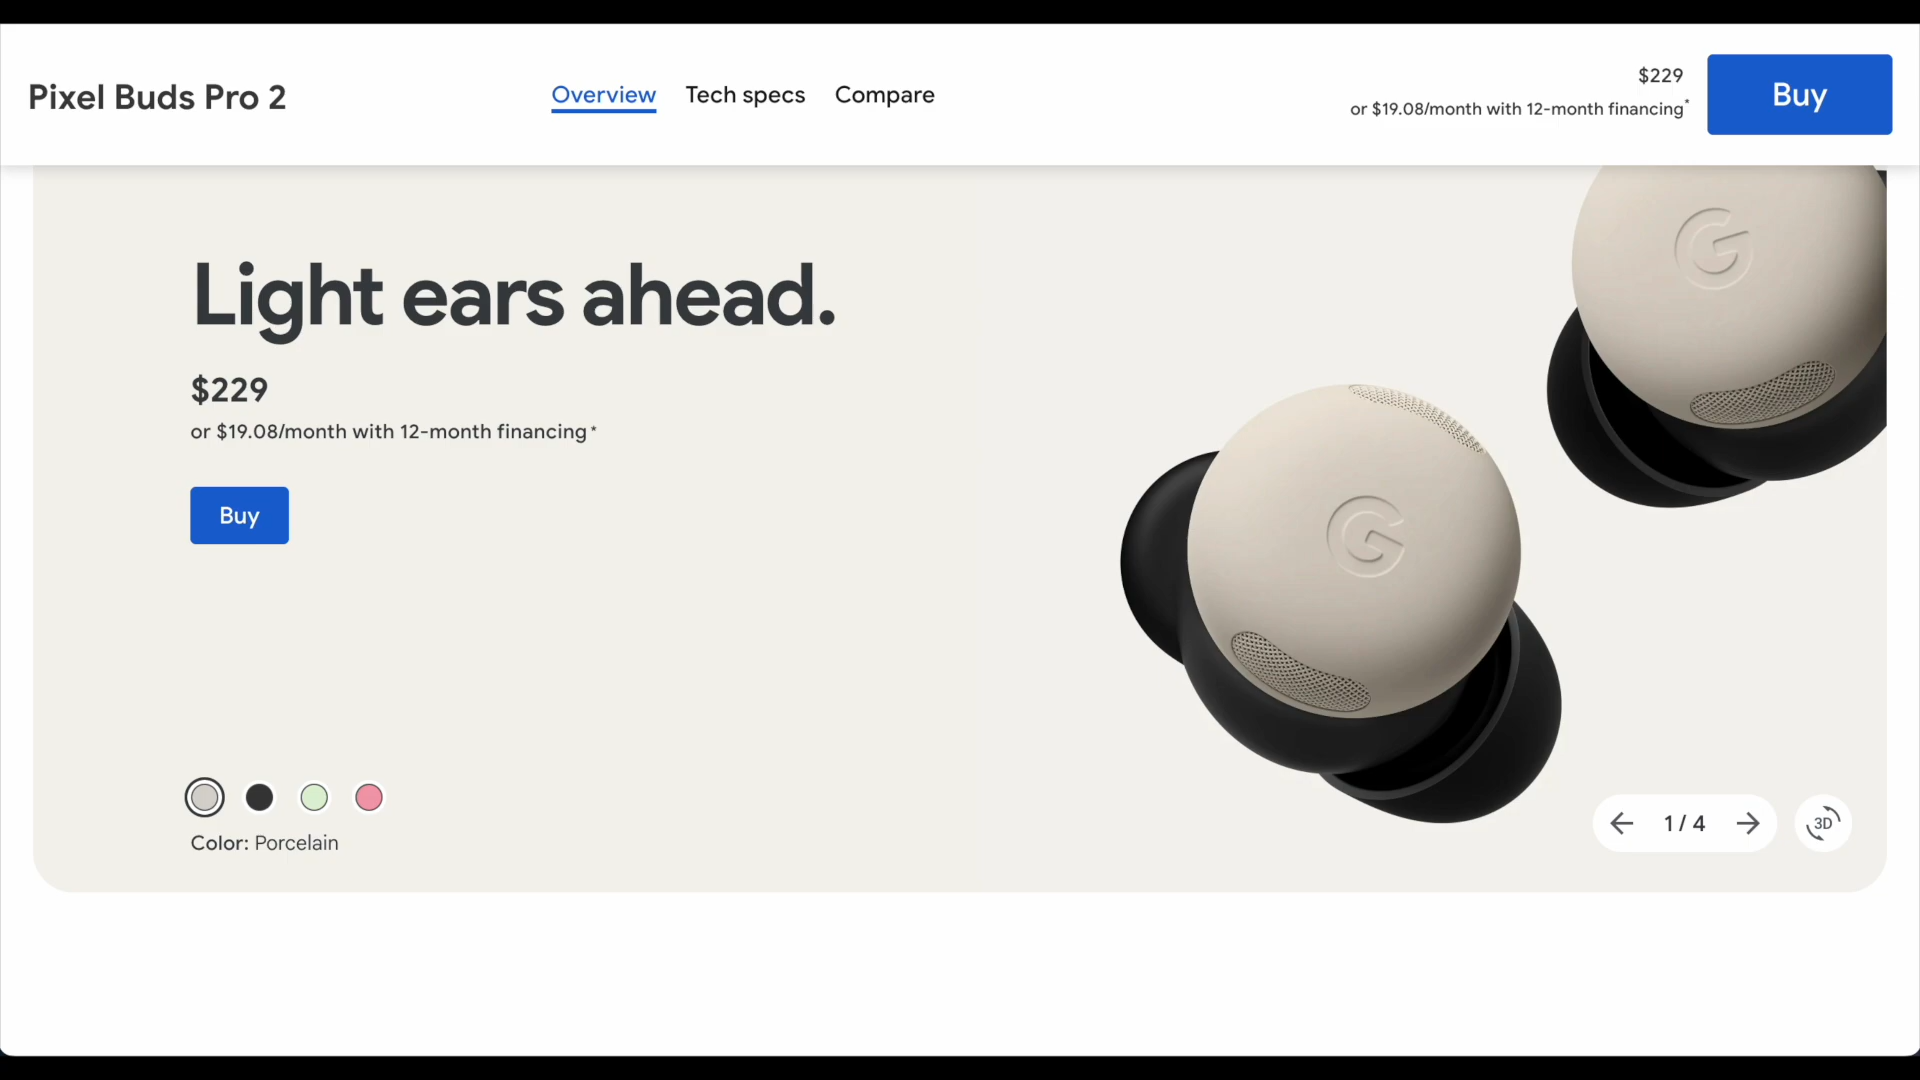 Pixel Buds Pro 2
Overview
Tech specs
Compare
$229
or $19.08/month with 12-month financing*
Buy
Light ears ahead.
$229
or $19.08/month with 12-month financing*
Buy
G
G
Color: Porcelain
1 / 4
3D